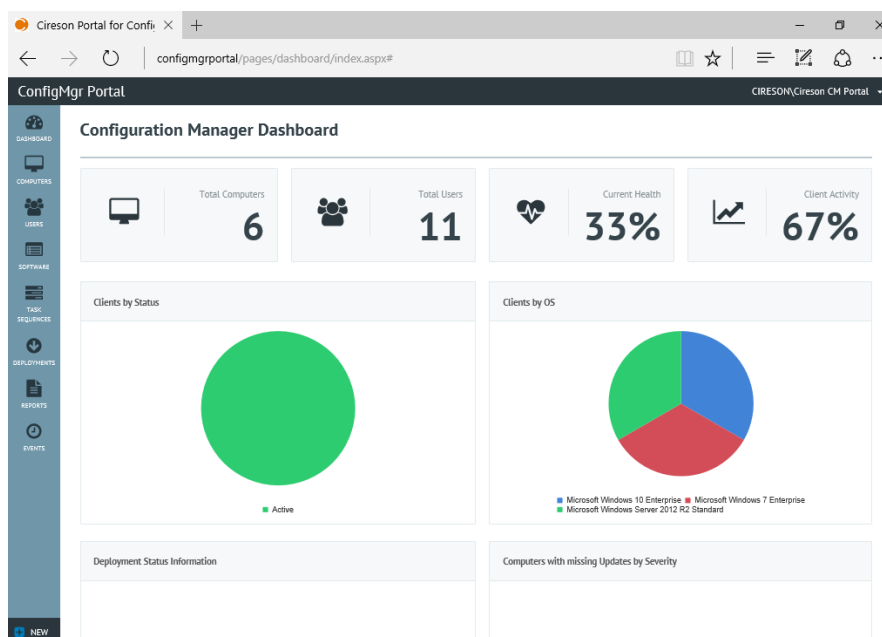 Cireson Portal for Confi
configmgrportal/pages/dashboard/index.aspx#
ConfigMgr Portal
CIRESON\Cireson CM Portal
DASHBOARD
COMPUTERS
USERS
SOFTWARE
TASK
SEQUENCES
DEPLOYMENTS
REPORTS
EVENTS
NEW
Configuration Manager Dashboard
Total Computers
6
Total Users
11
Current Health
33%
Client Activity
67%
Clients by Status
Active
Clients by OS
Microsoft Windows 10 Enterprise Microsoft Windows 7 Enterprise
Microsoft Windows Server 2012 R2 Standard
Deployment Status Information
Computers with missing Updates by Severity